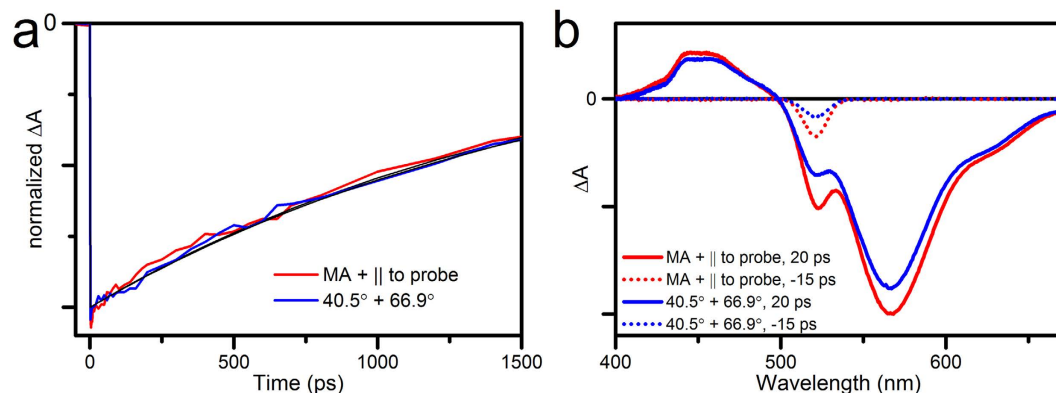 a
0
normalized ΔA
MA + || to probe
40.5° + 66.9°
0 500 1000 1500
Time (ps)
b
0
ΔA
MA + || to probe, 20 ps
MA + || to probe, -15 ps
40.5° + 66.9°, 20 ps
40.5° + 66.9°, -15 ps
400 500 600
Wavelength (nm)